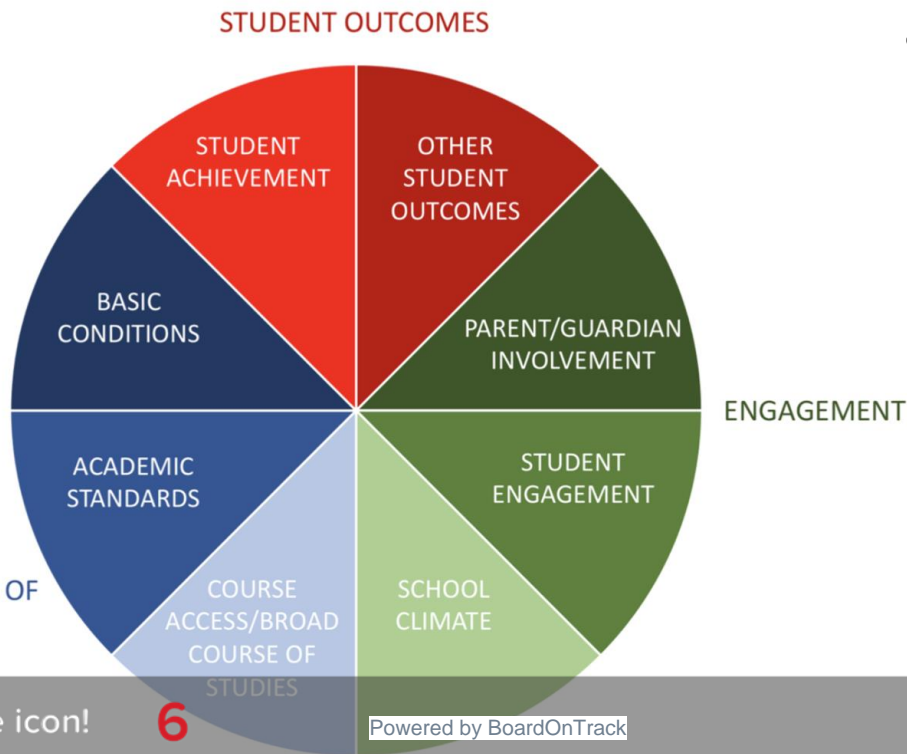 STUDENT OUTCOMES
STUDENT
ACHIEVEMENT
OTHER
STUDENT
OUTCOMES
BASIC
CONDITIONS
PARENT/GUARDIAN
INVOLVEMENT
ENGAGEMENT
ACADEMIC
STANDARDS
STUDENT
ENGAGEMENT
OF
COURSE
ACCESS/BROAD
COURSE OF
STUDIES
SCHOOL
CLIMATE
icon!
6
Powered by BoardOnTrack